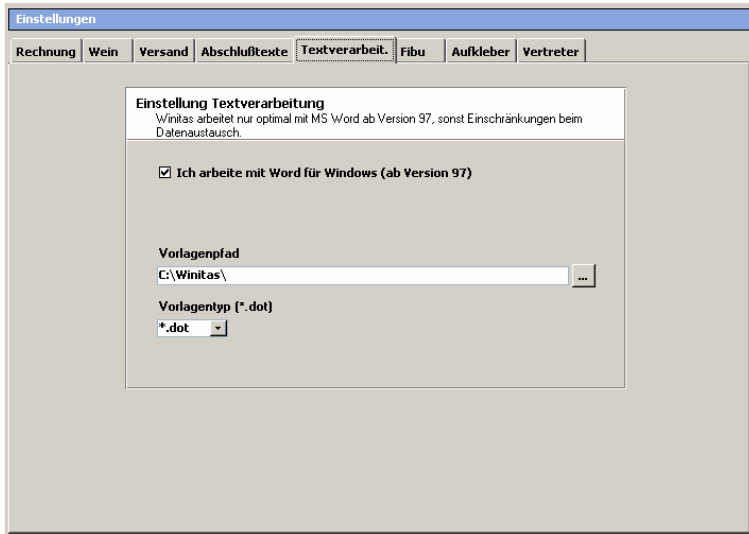 Einstellungen
Rechnung Wein Versand Abschlußtexte Textverarbeit. Fibu Aufkleber Vertreter
Einstellung Textverarbeitung
Winitas arbeitet nur optimal mit MS Word ab Version 97, sonst Einschränkungen beim
Datenaustausch.
Ich arbeite mit Word für Windows (ab Version 97)
Vorlagenpfad
C:\Winitas\
...
Vorlagentyp (*.dot)
*.dot